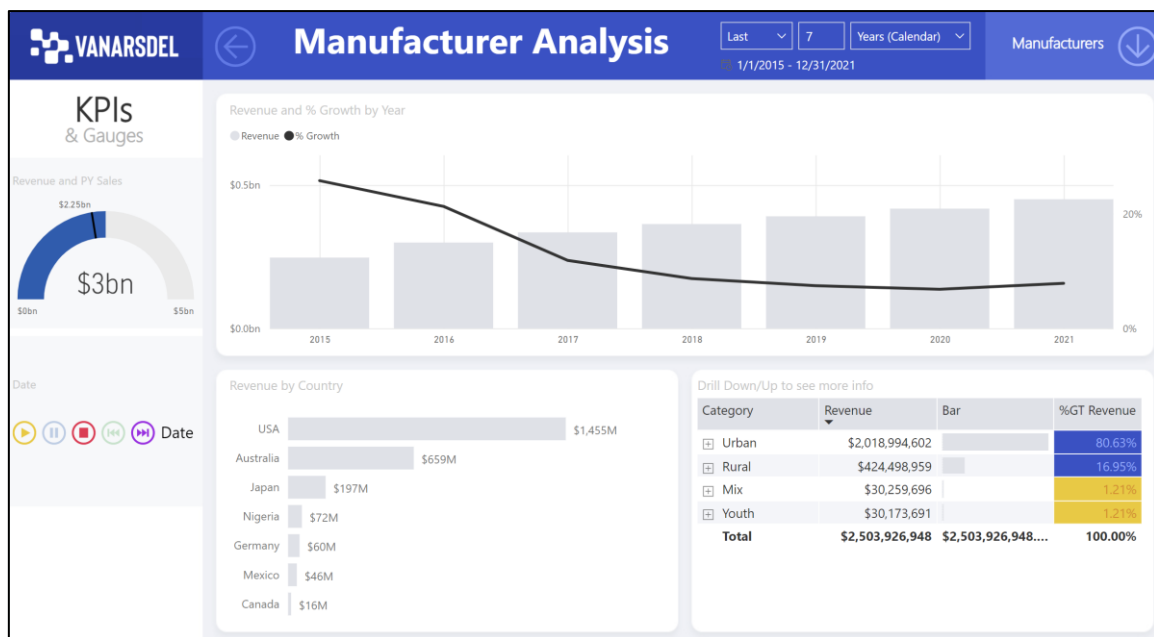 VANARSDEL
Manufacturer Analysis
Last 7 Years (Calendar)
1/1/2015 - 12/31/2021
Manufacturers
KPIs
& Gauges
Revenue and PY Sales
$2.25bn
$3bn
$0bn $5bn
Date
Date
Revenue and % Growth by Year
Revenue % Growth
$0.5bn
20%
$0.0bn
0%
2015 2016 2017 2018 2019 2020 2021
Revenue by Country
USA $1,455M
Australia $659M
Japan $197M
Nigeria $72M
Germany $60M
Mexico $46M
Canada $16M
Drill Down/Up to see more info
Category Revenue Bar %GT Revenue
Urban $2,018,994,602 80.63%
Rural $424,498,959 16.95%
Mix $30,259,696 1.21%
Youth $30,173,691 1.21%
Total $2,503,926,948 $2,503,926,948.... 100.00%